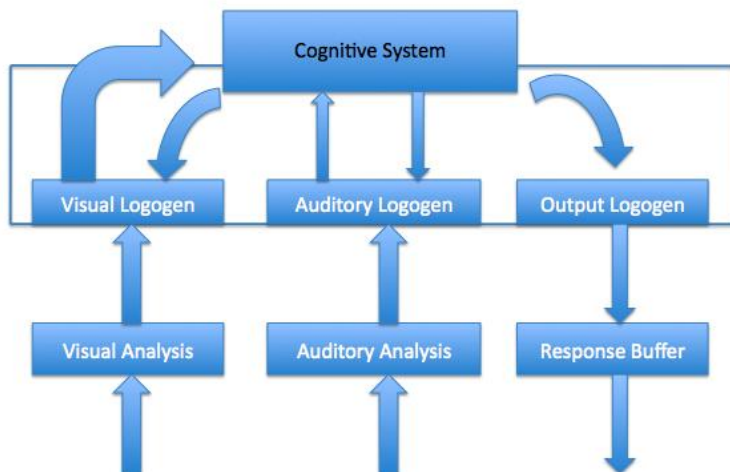 Cognitive System
Visual Logogen
Auditory Logogen
Output Logogen
Visual Analysis
Auditory Analysis
Response Buffer